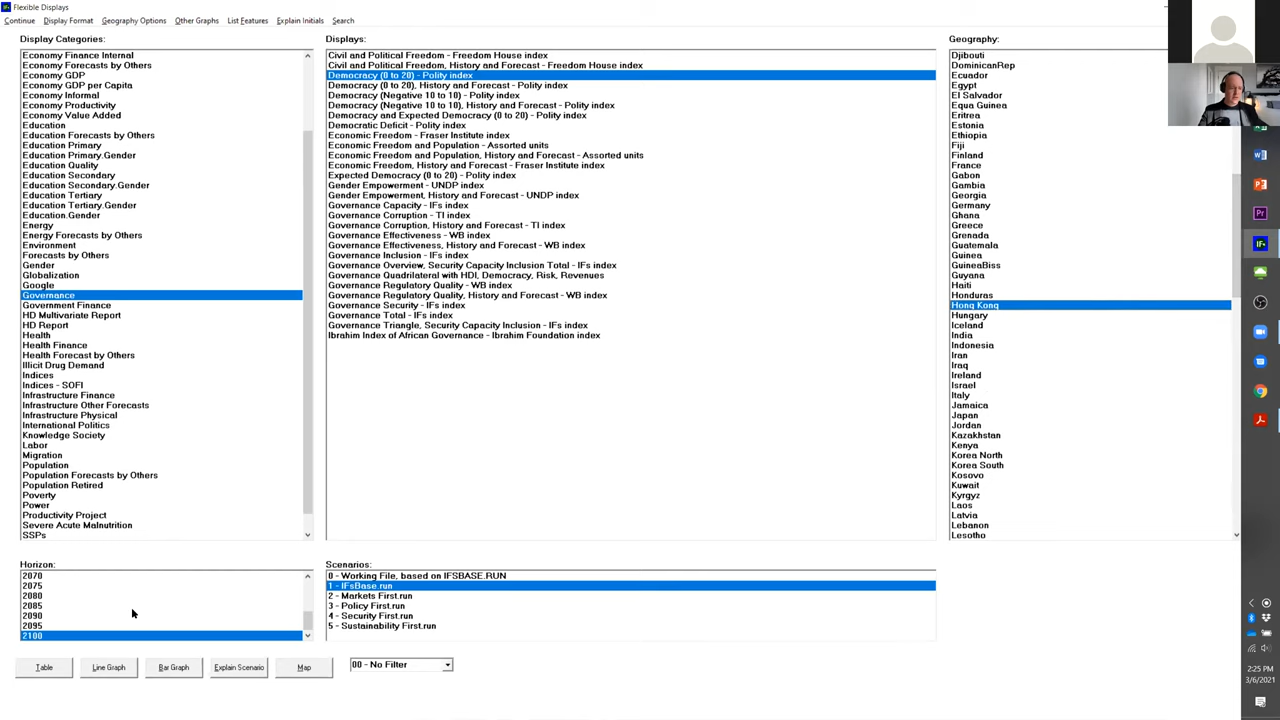 Flexible Displays
Continue Display Format Geography Options Other Graphs List Features Explain Initials Search
Display Categories:
Economy Finance Internal
Economy Forecasts by Others
Economy GDP
Economy GDP per Capita
Economy Informal
Economy Productivity
Economy Value Added
Education
Education Forecasts by Others
Education Primary
Education Primary.Gender
Education Quality
Education Secondary
Education Secondary.Gender
Education Tertiary
Education Tertiary.Gender
Education.Gender
Energy
Energy Forecasts by Others
Environment
Forecasts by Others
Gender
Globalization
Google
Governance
Government Finance
HD Multivariate Report
HD Report
Health
Health Finance
Health Forecast by Others
Illicit Drug Demand
Indices
Indices - SOFI
Infrastructure Finance
Infrastructure Other Forecasts
Infrastructure Physical
International Politics
Knowledge Society
Labor
Migration
Population
Population Forecasts by Others
Population Retired
Poverty
Power
Productivity Project
Severe Acute Malnutrition
SSPs
Displays:
Civil and Political Freedom - Freedom House index
Civil and Political Freedom, History and Forecast - Freedom House index
Democracy (0 to 20) - Polity index
Democracy (0 to 20), History and Forecast - Polity index
Democracy (Negative 10 to 10) - Polity index
Democracy (Negative 10 to 10), History and Forecast - Polity index
Democracy and Expected Democracy (0 to 20) - Polity index
Democratic Deficit - Polity index
Economic Freedom - Fraser Institute index
Economic Freedom and Population - Assorted units
Economic Freedom and Population, History and Forecast - Assorted units
Economic Freedom, History and Forecast - Fraser Institute index
Expected Democracy (0 to 20) - Polity index
Gender Empowerment - UNDP index
Gender Empowerment, History and Forecast - UNDP index
Governance Capacity - IFs index
Governance Corruption - TI index
Governance Corruption, History and Forecast - TI index
Governance Effectiveness - WB index
Governance Effectiveness, History and Forecast - WB index
Governance Inclusion - IFs index
Governance Overview, Security Capacity Inclusion Total - IFs index
Governance Quadrilateral with HDI, Democracy, Risk, Revenues
Governance Regulatory Quality - WB index
Governance Regulatory Quality, History and Forecast - WB index
Governance Security - IFs index
Governance Total - IFs index
Governance Triangle, Security Capacity Inclusion - IFs index
Ibrahim Index of African Governance - Ibrahim Foundation index
Geography:
Djibouti
DominicanRep
Ecuador
Egypt
El Salvador
Equa Guinea
Eritrea
Estonia
Ethiopia
Fiji
Finland
France
Gabon
Gambia
Georgia
Germany
Ghana
Greece
Grenada
Guatemala
Guinea
GuineaBiss
Guyana
Haiti
Honduras
Hong Kong
Hungary
Iceland
India
Indonesia
Iran
Iraq
Ireland
Israel
Italy
Jamaica
Japan
Jordan
Kazakhstan
Kenya
Korea North
Korea South
Kosovo
Kuwait
Kyrgyz
Laos
Latvia
Lebanon
Lesotho
Horizon:
2070
2075
2080
2085
2090
2095
2100
Scenarios:
0 - Working File, based on IFSBASE.RUN
1 - IFsBase.run
2 - Markets First.run
3 - Policy First.run
4 - Security First.run
5 - Sustainability First.run
Table Line Graph Bar Graph Explain Scenario Map 00 - No Filter
2:25 PM
3/6/2021